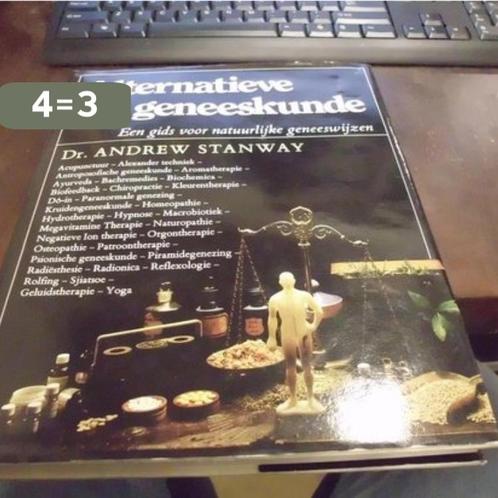 4=3
Alternatieve
geneeskunde
Een gids voor natuurlijke geneeswijzen
Dr. ANDREW STANWAY
Acupunctuur – Alexander techniek –
Antroposofische geneeskunde – Aromatherapie –
Ayurveda – Bachremedies – Biochemica –
Biofeedback – Chiropractie – Kleurentherapie –
Dō-in – Paranormale genezing –
Kruidengeneeskunde – Homeopathie –
Hydrotherapie – Hypnose – Macrobiotiek –
Megavitamine Therapie – Naturopathie –
Negatieve Ion therapie – Orgontherapie –
Osteopathie – Patroontherapie –
Psionische geneeskunde – Piramidegenezing
Radiësthesie – Radionica – Reflexologie –
Rolfing – Sjiatsoe –
Geluidstherapie – Yoga